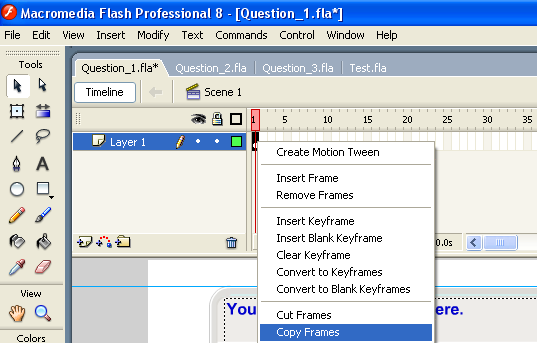 Macromedia Flash Professional 8 - [Question_1.fla*]
File Edit View Insert Modify Text Commands Control Window Help
Tools
Question_1.fla* Question_2.fla Question_3.fla Test.fla
Timeline Scene 1
1 5 10 15 20 25 30 35
Layer 1
Create Motion Tween
Insert Frame
Remove Frames
Insert Keyframe
Insert Blank Keyframe
Clear Keyframe
Convert to Keyframes
Convert to Blank Keyframes
0.0s
View
Cut Frames
You ere.
Copy Frames
Colors